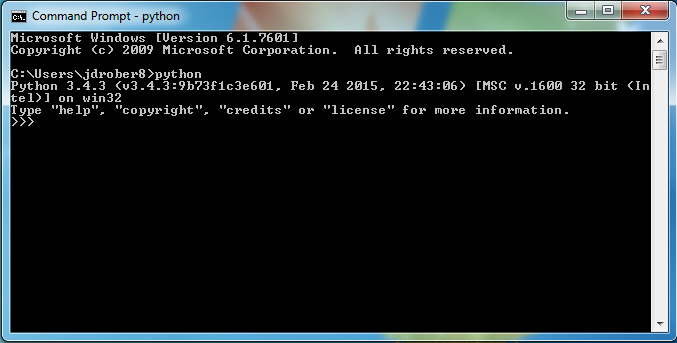 Command Prompt - python
Microsoft Windows [Version 6.1.7601]
Copyright (c) 2009 Microsoft Corporation.  All rights reserved.
C:\Users\jdrober8>python
Python 3.4.3 (v3.4.3:9b73f1c3e601, Feb 24 2015, 22:43:06) [MSC v.1600 32 bit (In
tel)] on win32
Type "help", "copyright", "credits" or "license" for more information.
>>>